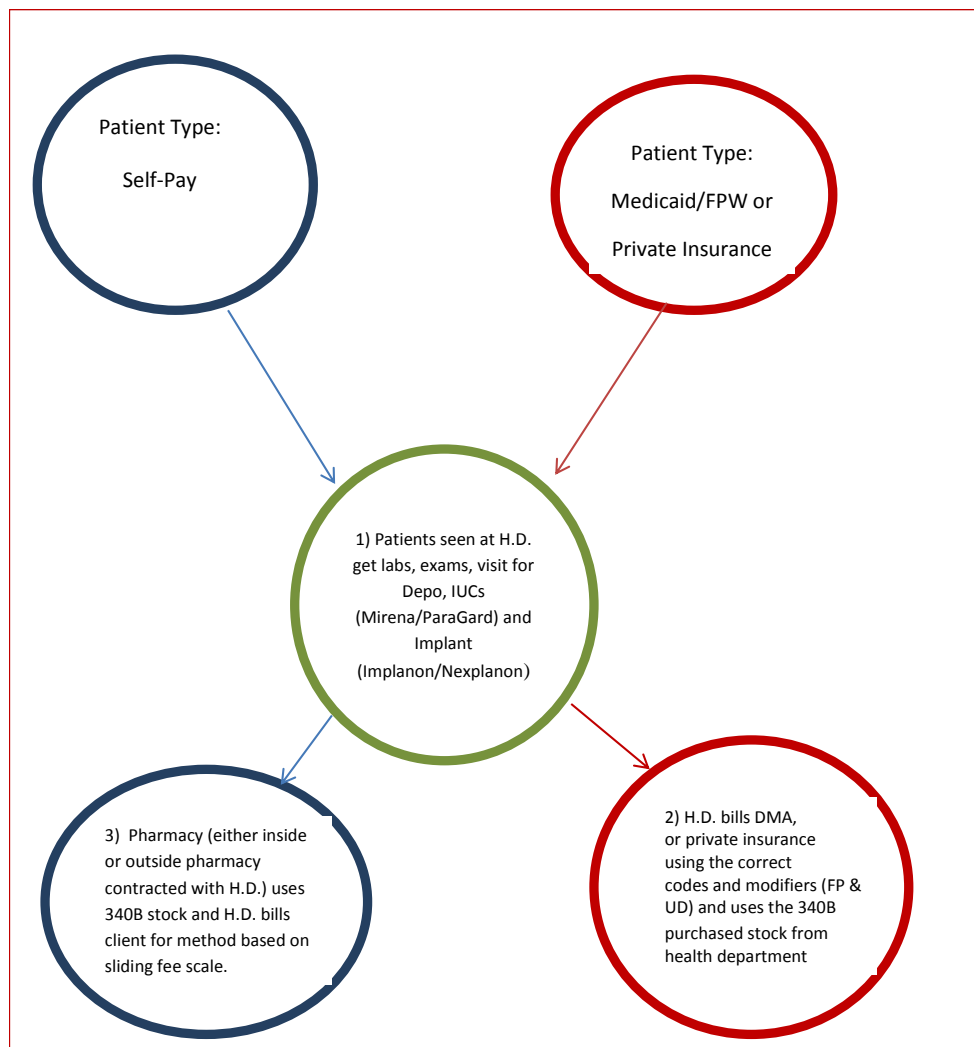 Patient Type:
Self-Pay
Patient Type:
Medicaid/FPW or
Private Insurance
1) Patients seen at H.D.
get labs, exams, visit for
Depo, IUCs
(Mirena/ParaGard) and
Implant
(Implanon/Nexplanon)
3) Pharmacy (either inside
or outside pharmacy
contracted with H.D.) uses
340B stock and H.D. bills
client for method based on
sliding fee scale.
2) H.D. bills DMA,
or private insurance
using the correct
codes and modifiers (FP &
UD) and uses the 340B
purchased stock from
health department